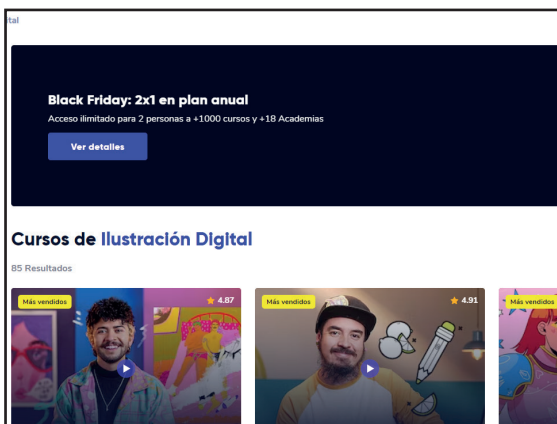 ital
Black Friday: 2x1 en plan anual
Acceso ilimitado para 2 personas a +1000 cursos y +18 Academias
Ver detalles
Cursos de Ilustración Digital
85 Resultados
Más vendidos
4.87
Más vendidos
4.91
Más vendidos